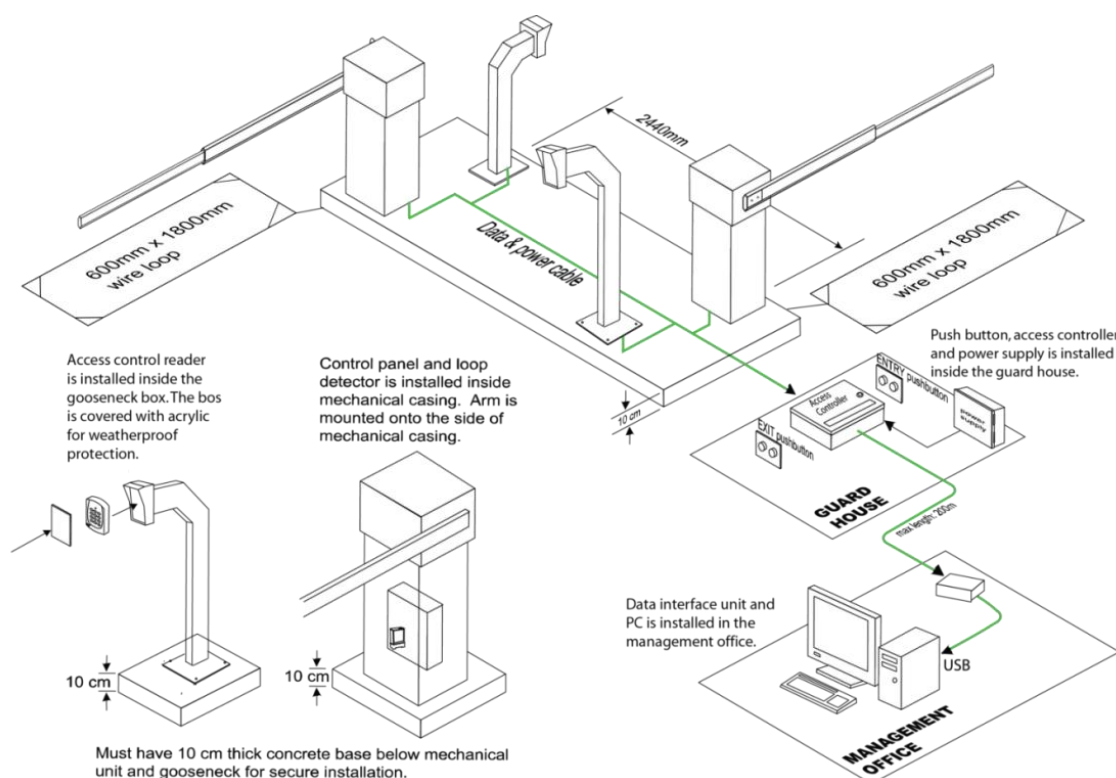 2440mm
600mm x 1800mm
wire loop
Data & power cable
600mm x 1800mm
wire loop
Access control reader
is installed inside the
gooseneck box. The bos
is covered with acrylic
for weatherproof
protection.
Control panel and loop
detector is installed inside
mechanical casing. Arm is
mounted onto the side of
mechanical casing.
10 cm
Push button, access controller
and power supply is installed
inside the guard house.
ENTRY pushbutton
Access
Controller
power
supply
EXIT pushbutton
GUARD
HOUSE
max length: 200m
Data interface unit and
PC is installed in the
management office.
USB
MANAGEMENT
OFFICE
10 cm
10 cm
Must have 10 cm thick concrete base below mechanical
unit and gooseneck for secure installation.